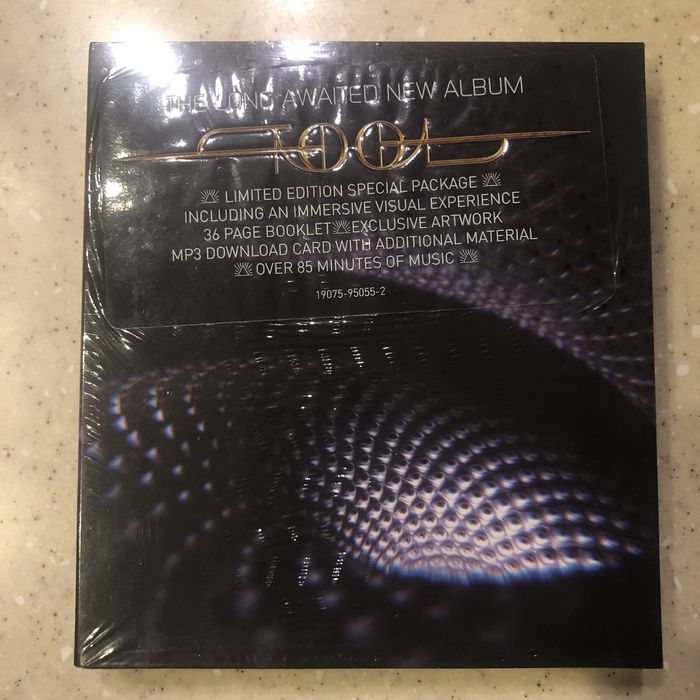 THE LONG AWAITED NEW ALBUM
TOOL
LIMITED EDITION SPECIAL PACKAGE
INCLUDING AN IMMERSIVE VISUAL EXPERIENCE
36 PAGE BOOKLET EXCLUSIVE ARTWORK
MP3 DOWNLOAD CARD WITH ADDITIONAL MATERIAL
OVER 85 MINUTES OF MUSIC
19075-95055-2